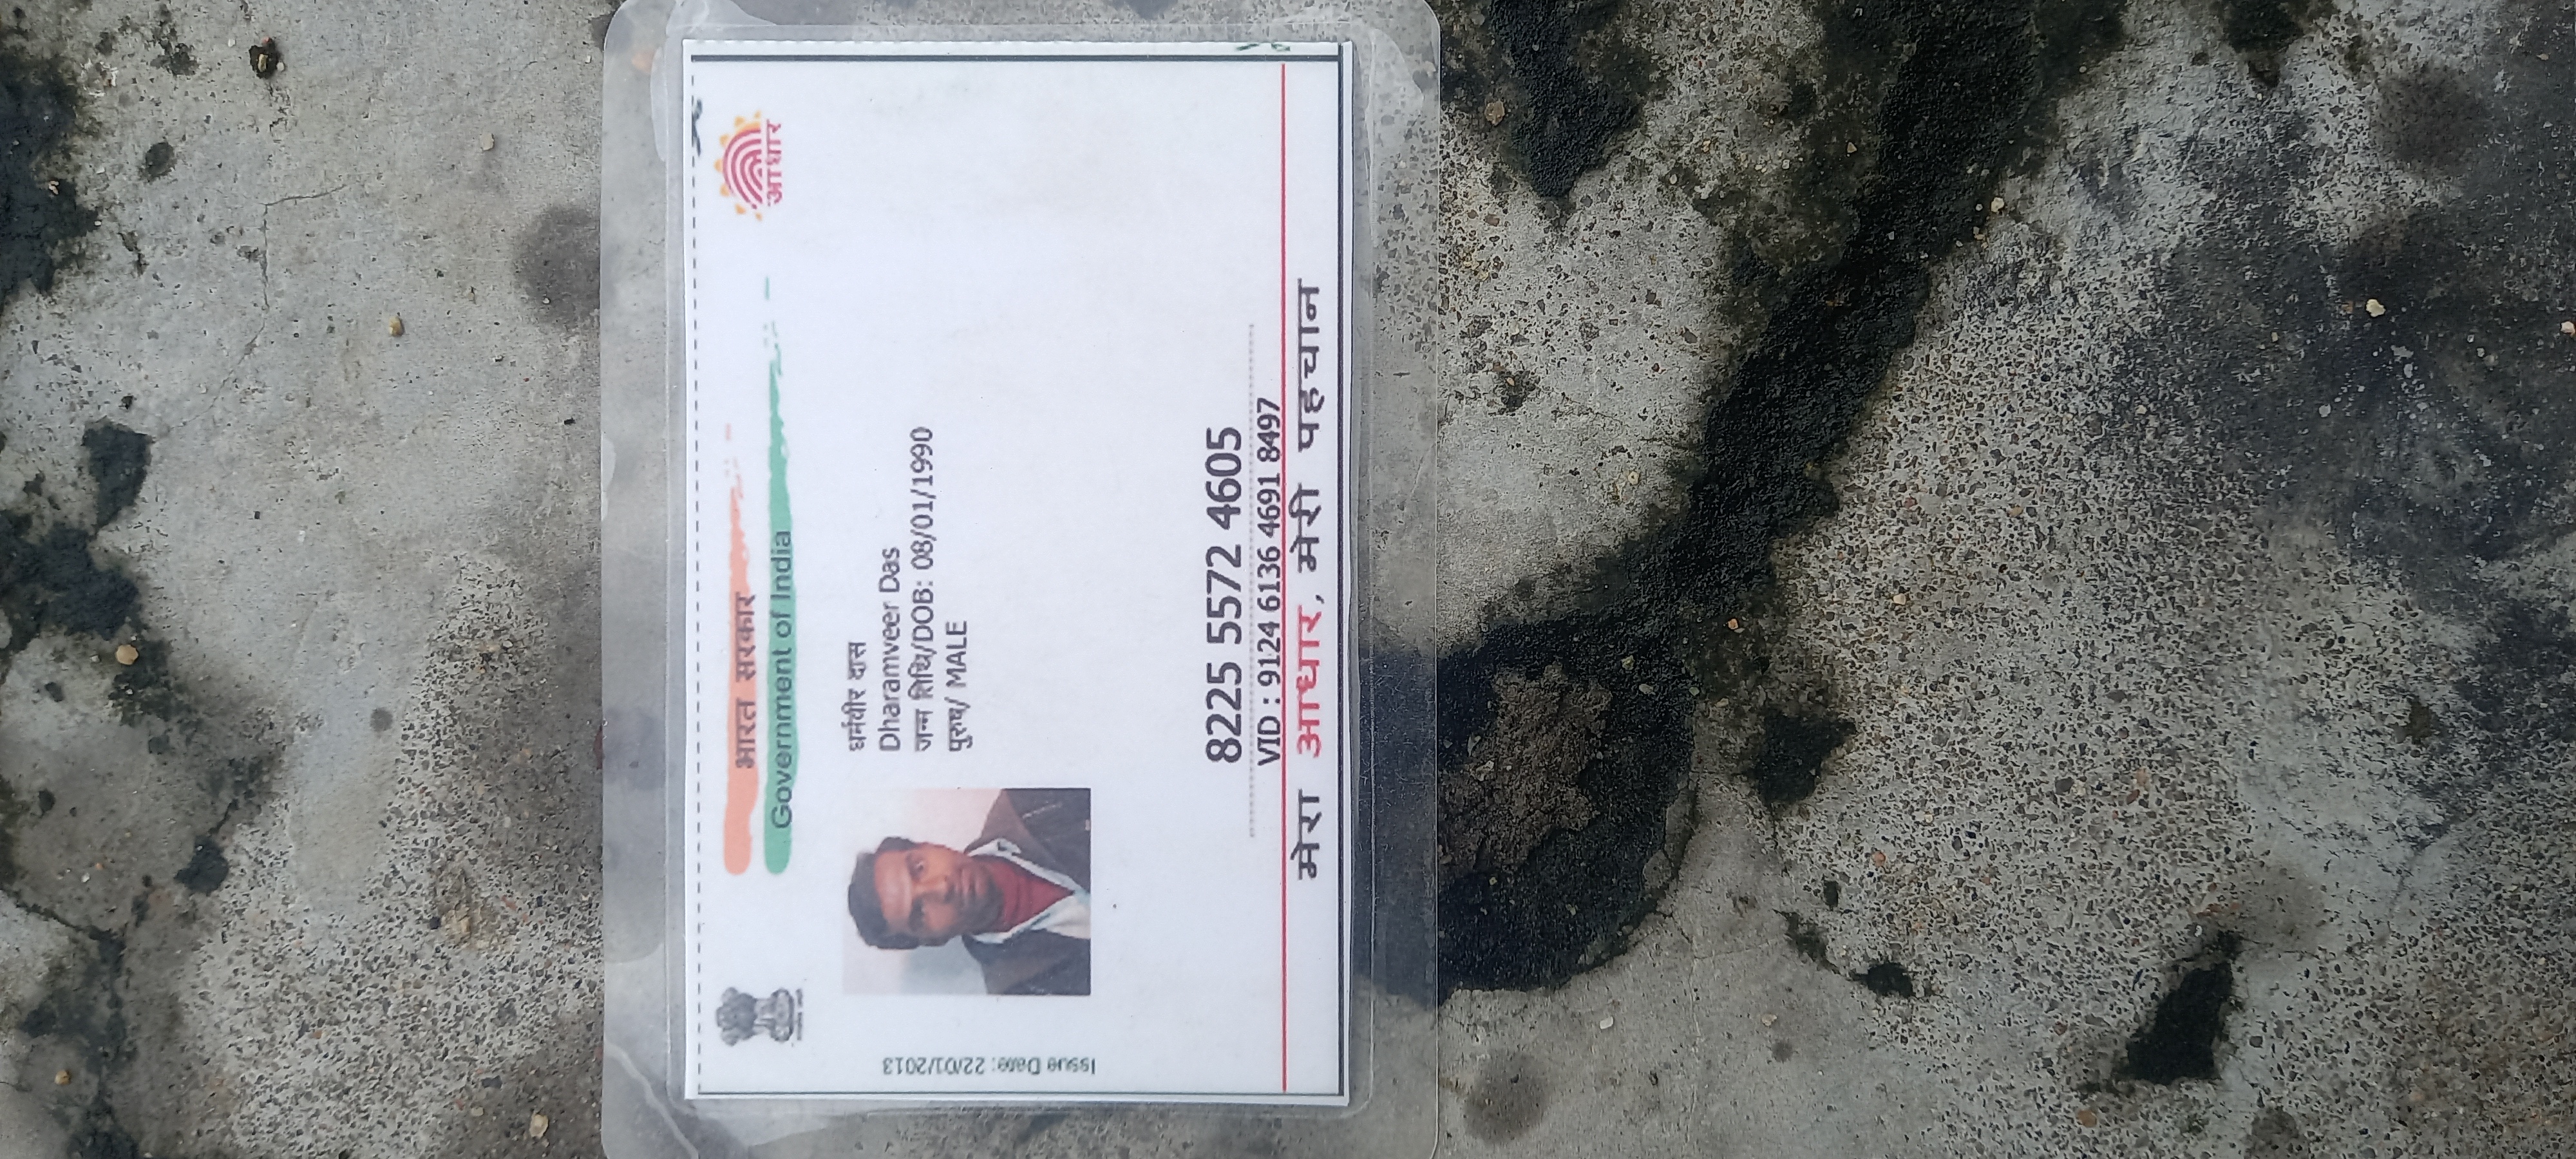 भारत सरकार
Government of India
आधार
Issue Date: 22/01/2013
धर्मवीर दास
Dharamveer Das
जन्म तिथि/DOB: 08/01/1990
पुरुष/ MALE
8225 5572 4605
VID : 9124 6136 4691 8497
मेरा आधार, मेरी पहचान